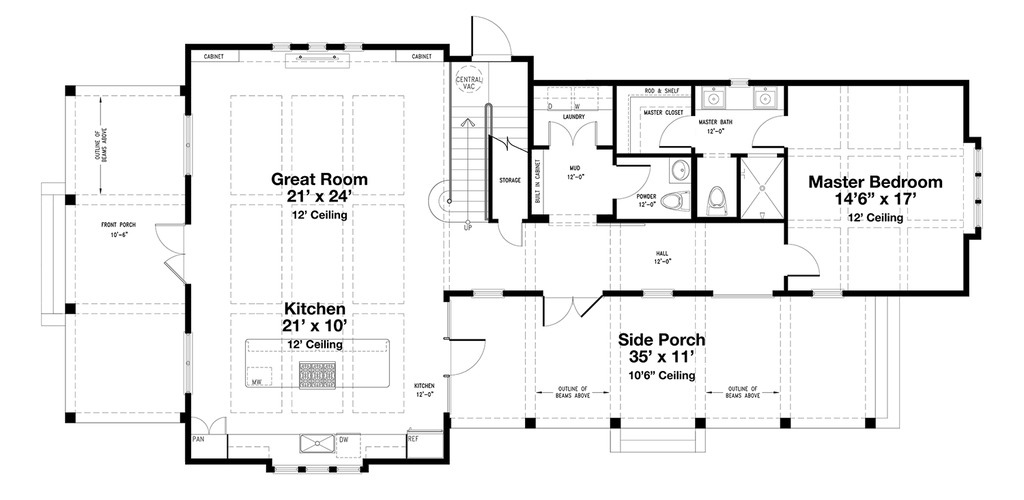 CABINET
CABINET
CENTRAL
VAC
D
W
LAUNDRY
ROD & SHELF
MASTER CLOSET
MASTER BATH
12'-0"
OUTLINE OF
BEAMS ABOVE
Great Room
21' x 24'
12' Ceiling
STORAGE
BUILT IN CABINET
MUD
12'-0"
POWDER
12'-0"
Master Bedroom
14'6" x 17'
12' Ceiling
FRONT PORCH
10'-6"
UP
HALL
12'-0"
Kitchen
21' x 10'
12' Ceiling
MW
KITCHEN
12'-0"
Side Porch
35' x 11'
10'6" Ceiling
OUTLINE OF
BEAMS ABOVE
OUTLINE OF
BEAMS ABOVE
PAN
DW
REF